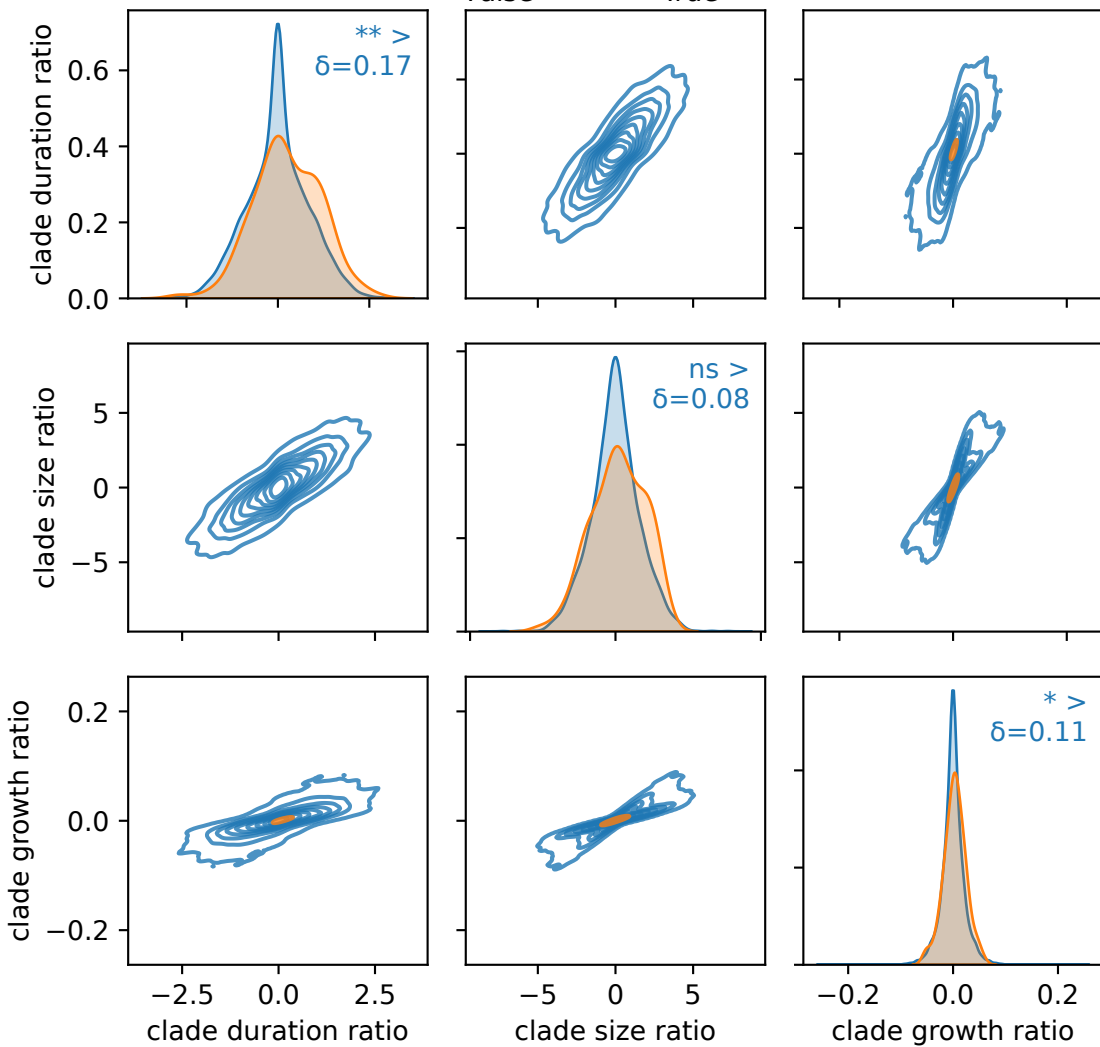 clade duration ratio
0.6
0.4
0.2
0.0
** >
δ=0.17
clade size ratio
5
0
−5
ns >
δ=0.08
clade growth ratio
0.2
0.0
−0.2
* >
δ=0.11
−2.5 0.0 2.5
−5 0 5
−0.2 0.0 0.2
clade duration ratio
clade size ratio
clade growth ratio